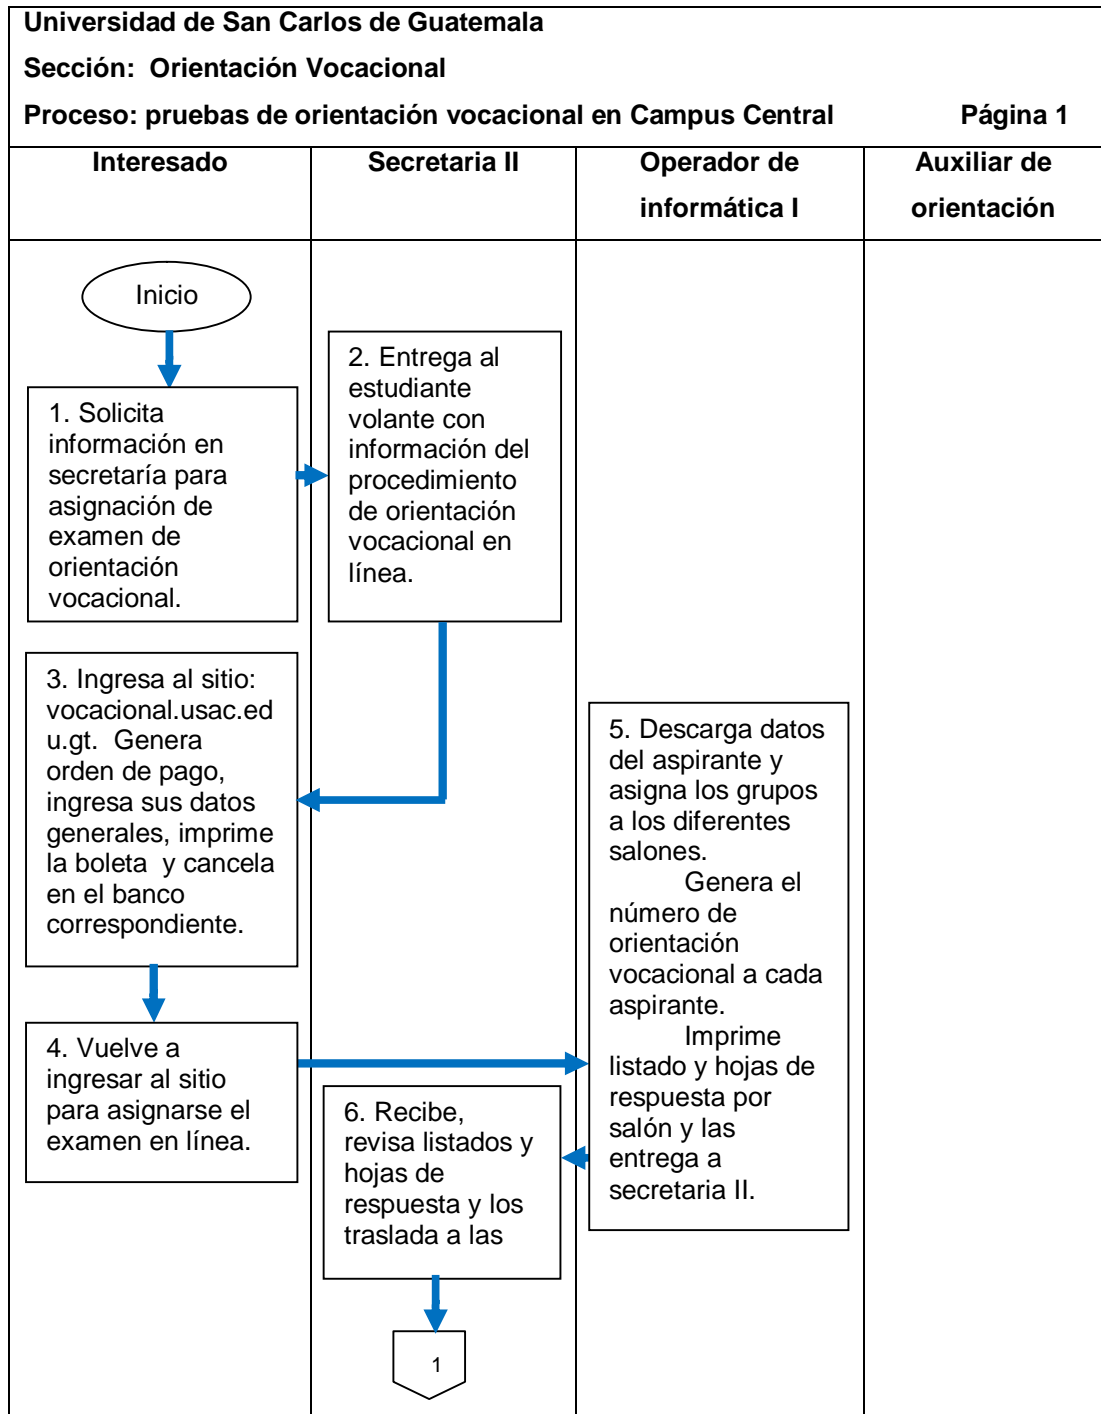 Universidad de San Carlos de Guatemala
Sección: Orientación Vocacional
Proceso: pruebas de orientación vocacional en Campus Central Página 1
Interesado
Secretaria II
Operador de
informática I
Auxiliar de
orientación
Inicio
1. Solicita
información en
secretaría para
asignación de
examen de
orientación
vocacional.
2. Entrega al
estudiante
volante con
información del
procedimiento
de orientación
vocacional en
línea.
3. Ingresa al sitio:
vocacional.usac.ed
u.gt. Genera
orden de pago,
ingresa sus datos
generales, imprime
la boleta y cancela
en el banco
correspondiente.
4. Vuelve a
ingresar al sitio
para asignarse el
examen en línea.
5. Descarga datos
del aspirante y
asigna los grupos
a los diferentes
salones.
Genera el
número de
orientación
vocacional a cada
aspirante.
Imprime
listado y hojas de
respuesta por
salón y las
entrega a
secretaria II.
6. Recibe,
revisa listados y
hojas de
respuesta y los
traslada a las
1